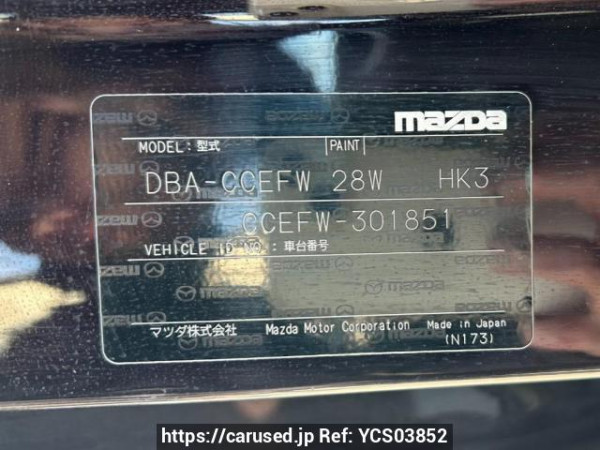 mazda
MODEL : 型式 PAINT
DBA-CCEFW 28W HK3
CCEFW-301851
VEHICLE ID NO. : 車台番号
マツダ株式会社 Mazda Motor Corporation Made in Japan
(N173)
https://carused.jp Ref: YCS03852